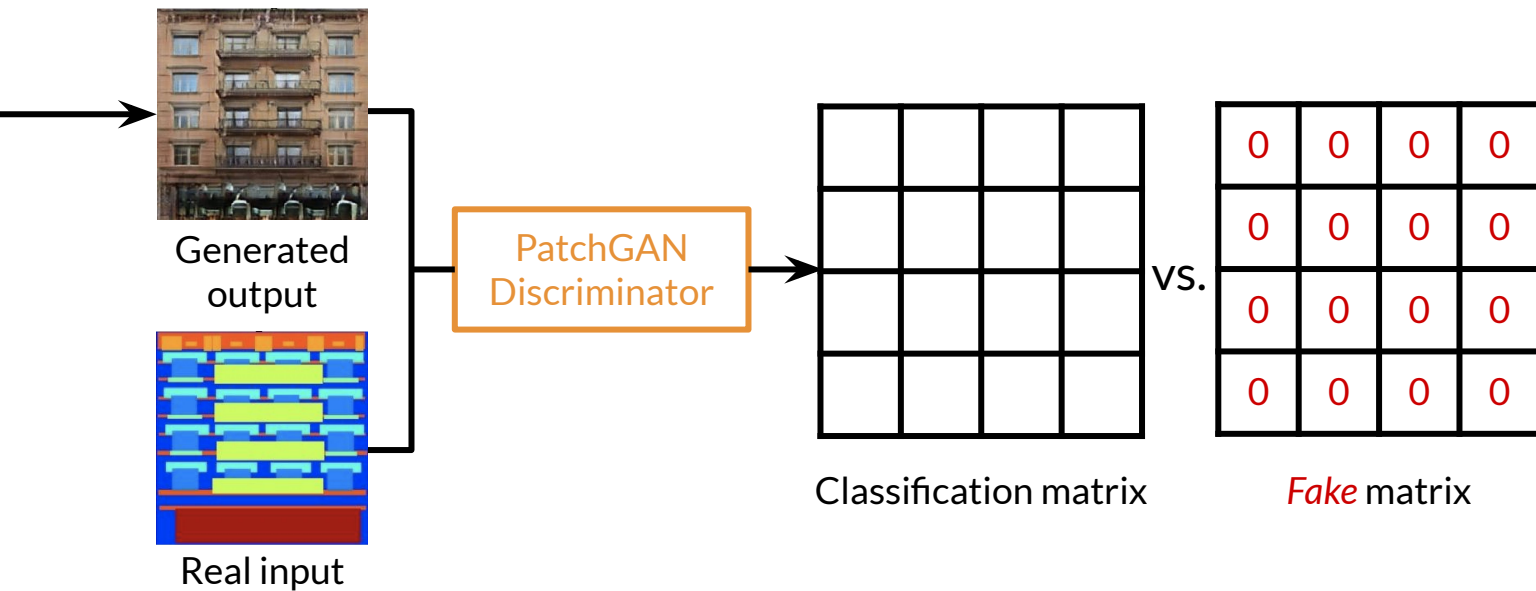 Generated
output
Real input
PatchGAN
Discriminator
Classification matrix
vs.
0 0 0 0
0 0 0 0
0 0 0 0
0 0 0 0
Fake matrix